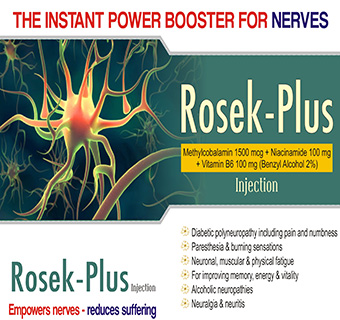 THE INSTANT POWER BOOSTER FOR NERVES
Rosek-Plus
Methylcobalamin 1500 mcg + Niacinamide 100 mg
+ Vitamin B6 100 mg (Benzyl Alcohol 2%)
Injection
Diabetic polyneuropathy including pain and numbness
Paresthesia & burning sensations
Neuronal, muscular & physical fatigue
For improving memory, energy & vitality
Alcoholic neuropathies
Neuralgia & neuritis
Rosek-Plus Injection
Empowers nerves - reduces suffering